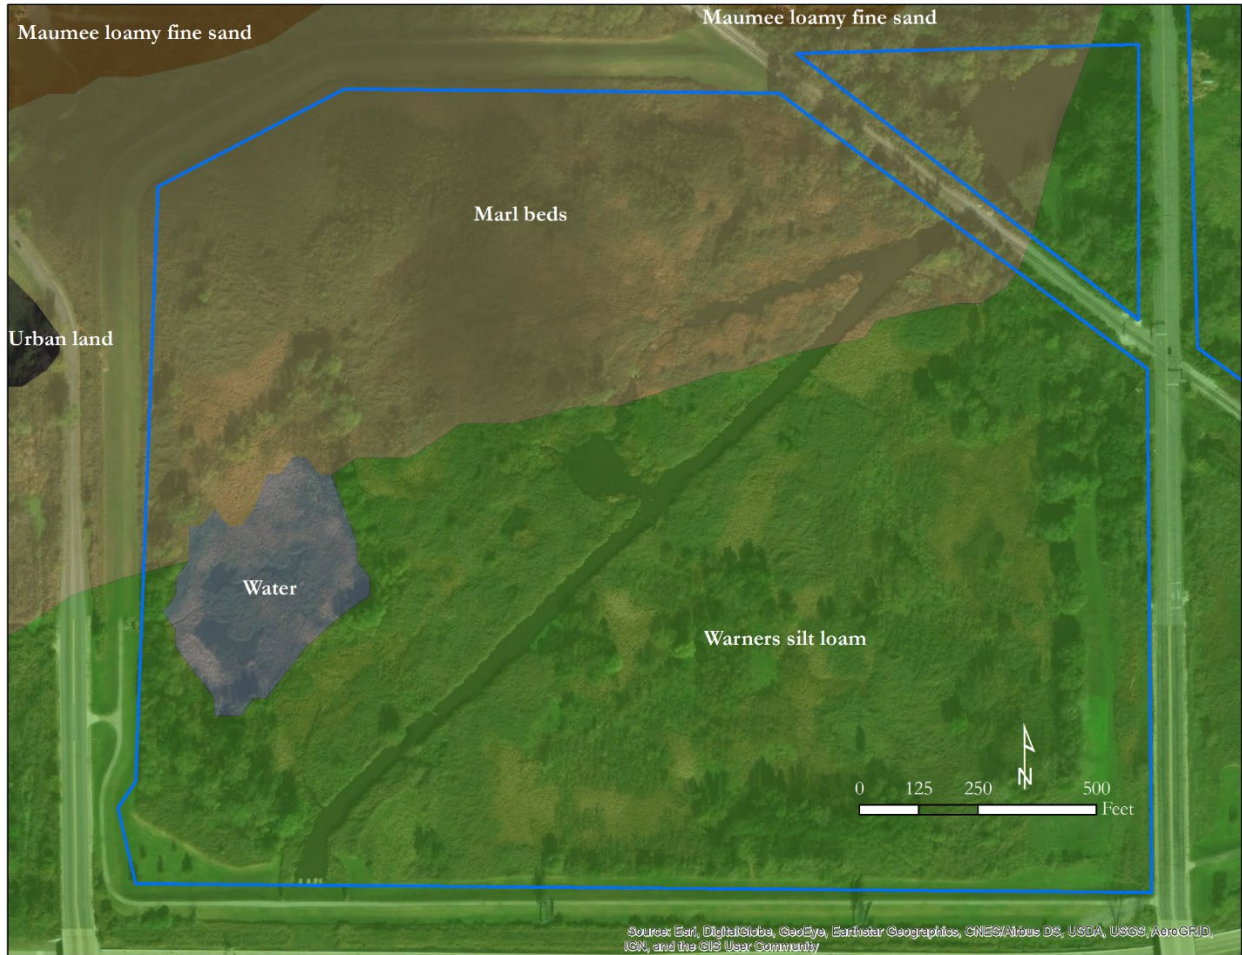 Maumee loamy fine sand
Maumee loamy fine sand
Marl beds
Urban land
Water
Warners silt loam
N
0 125 250 500
Feet
Source: Esri, DigitalGlobe, GeoEye, Earthstar Geographics, CNES/Airbus DS, USDA, USGS, AeroGRID,
IGN, and the GIS User Community